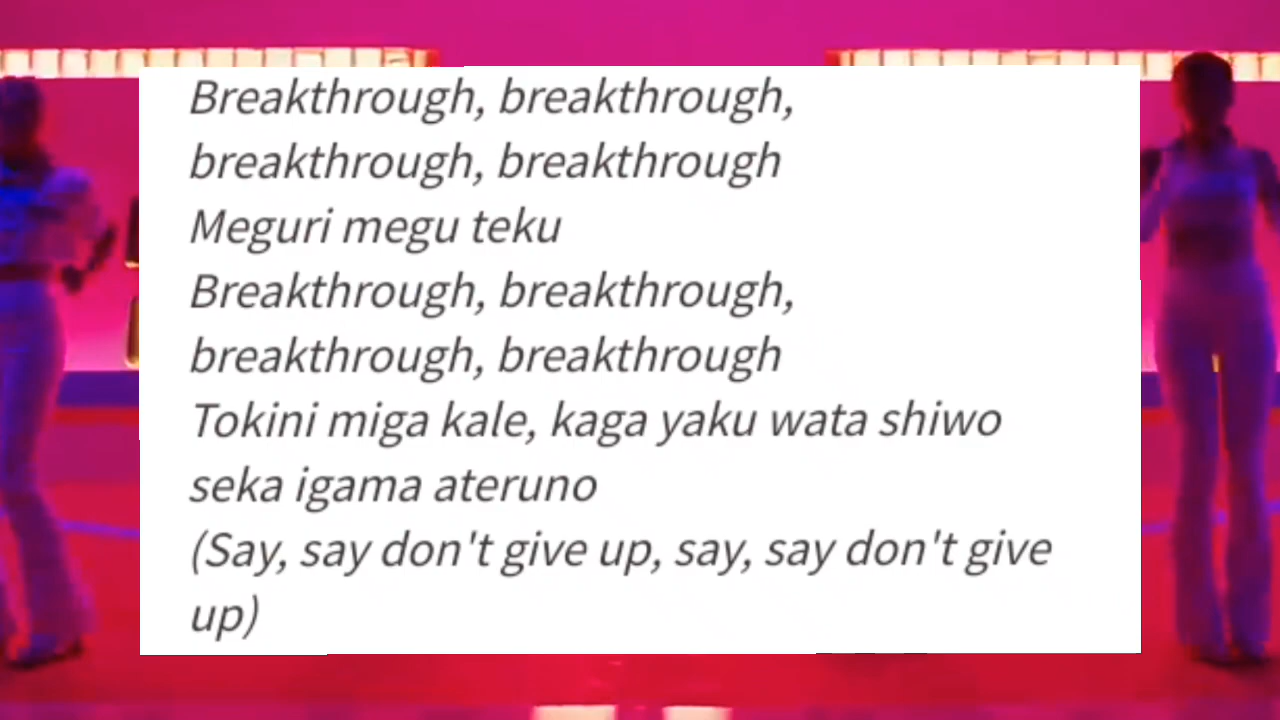 Breakthrough, breakthrough,
breakthrough, breakthrough
Meguri megu teku
Breakthrough, breakthrough,
breakthrough, breakthrough
Tokini miga kale, kaga yaku wata shiwo
seka igama ateruno
(Say, say don't give up, say, say don't give
up)